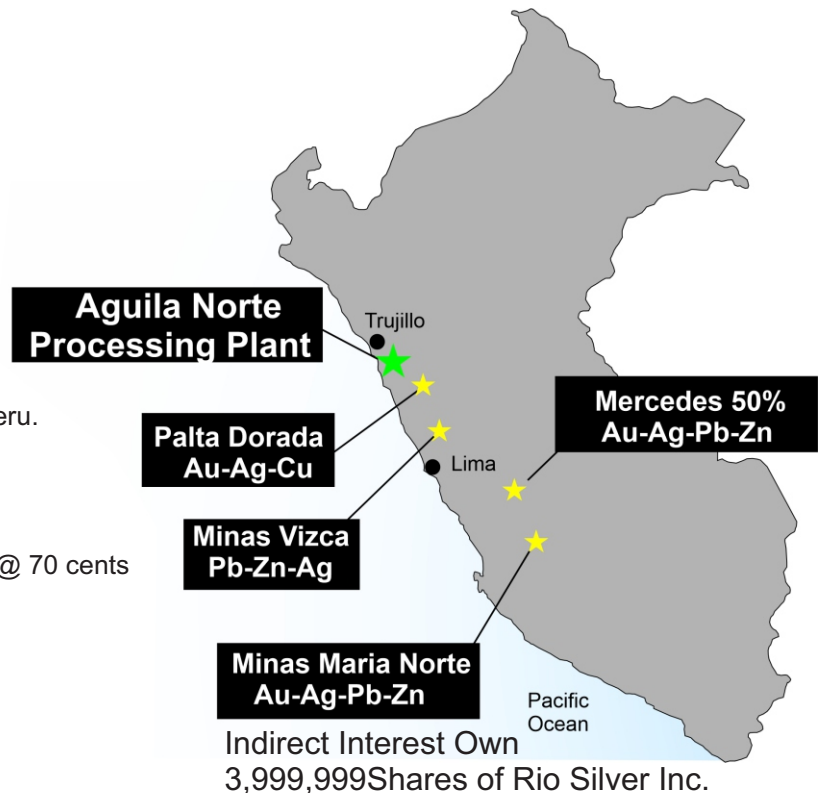 Aguila Norte
Processing Plant
Trujillo
eru.
Mercedes 50%
Au-Ag-Pb-Zn
Palta Dorada
Au-Ag-Cu
Lima
Minas Vizca
Pb-Zn-Ag
@ 70 cents
Minas Maria Norte
Au-Ag-Pb-Zn
Pacific
Ocean
Indirect Interest Own
3,999,999Shares of Rio Silver Inc.